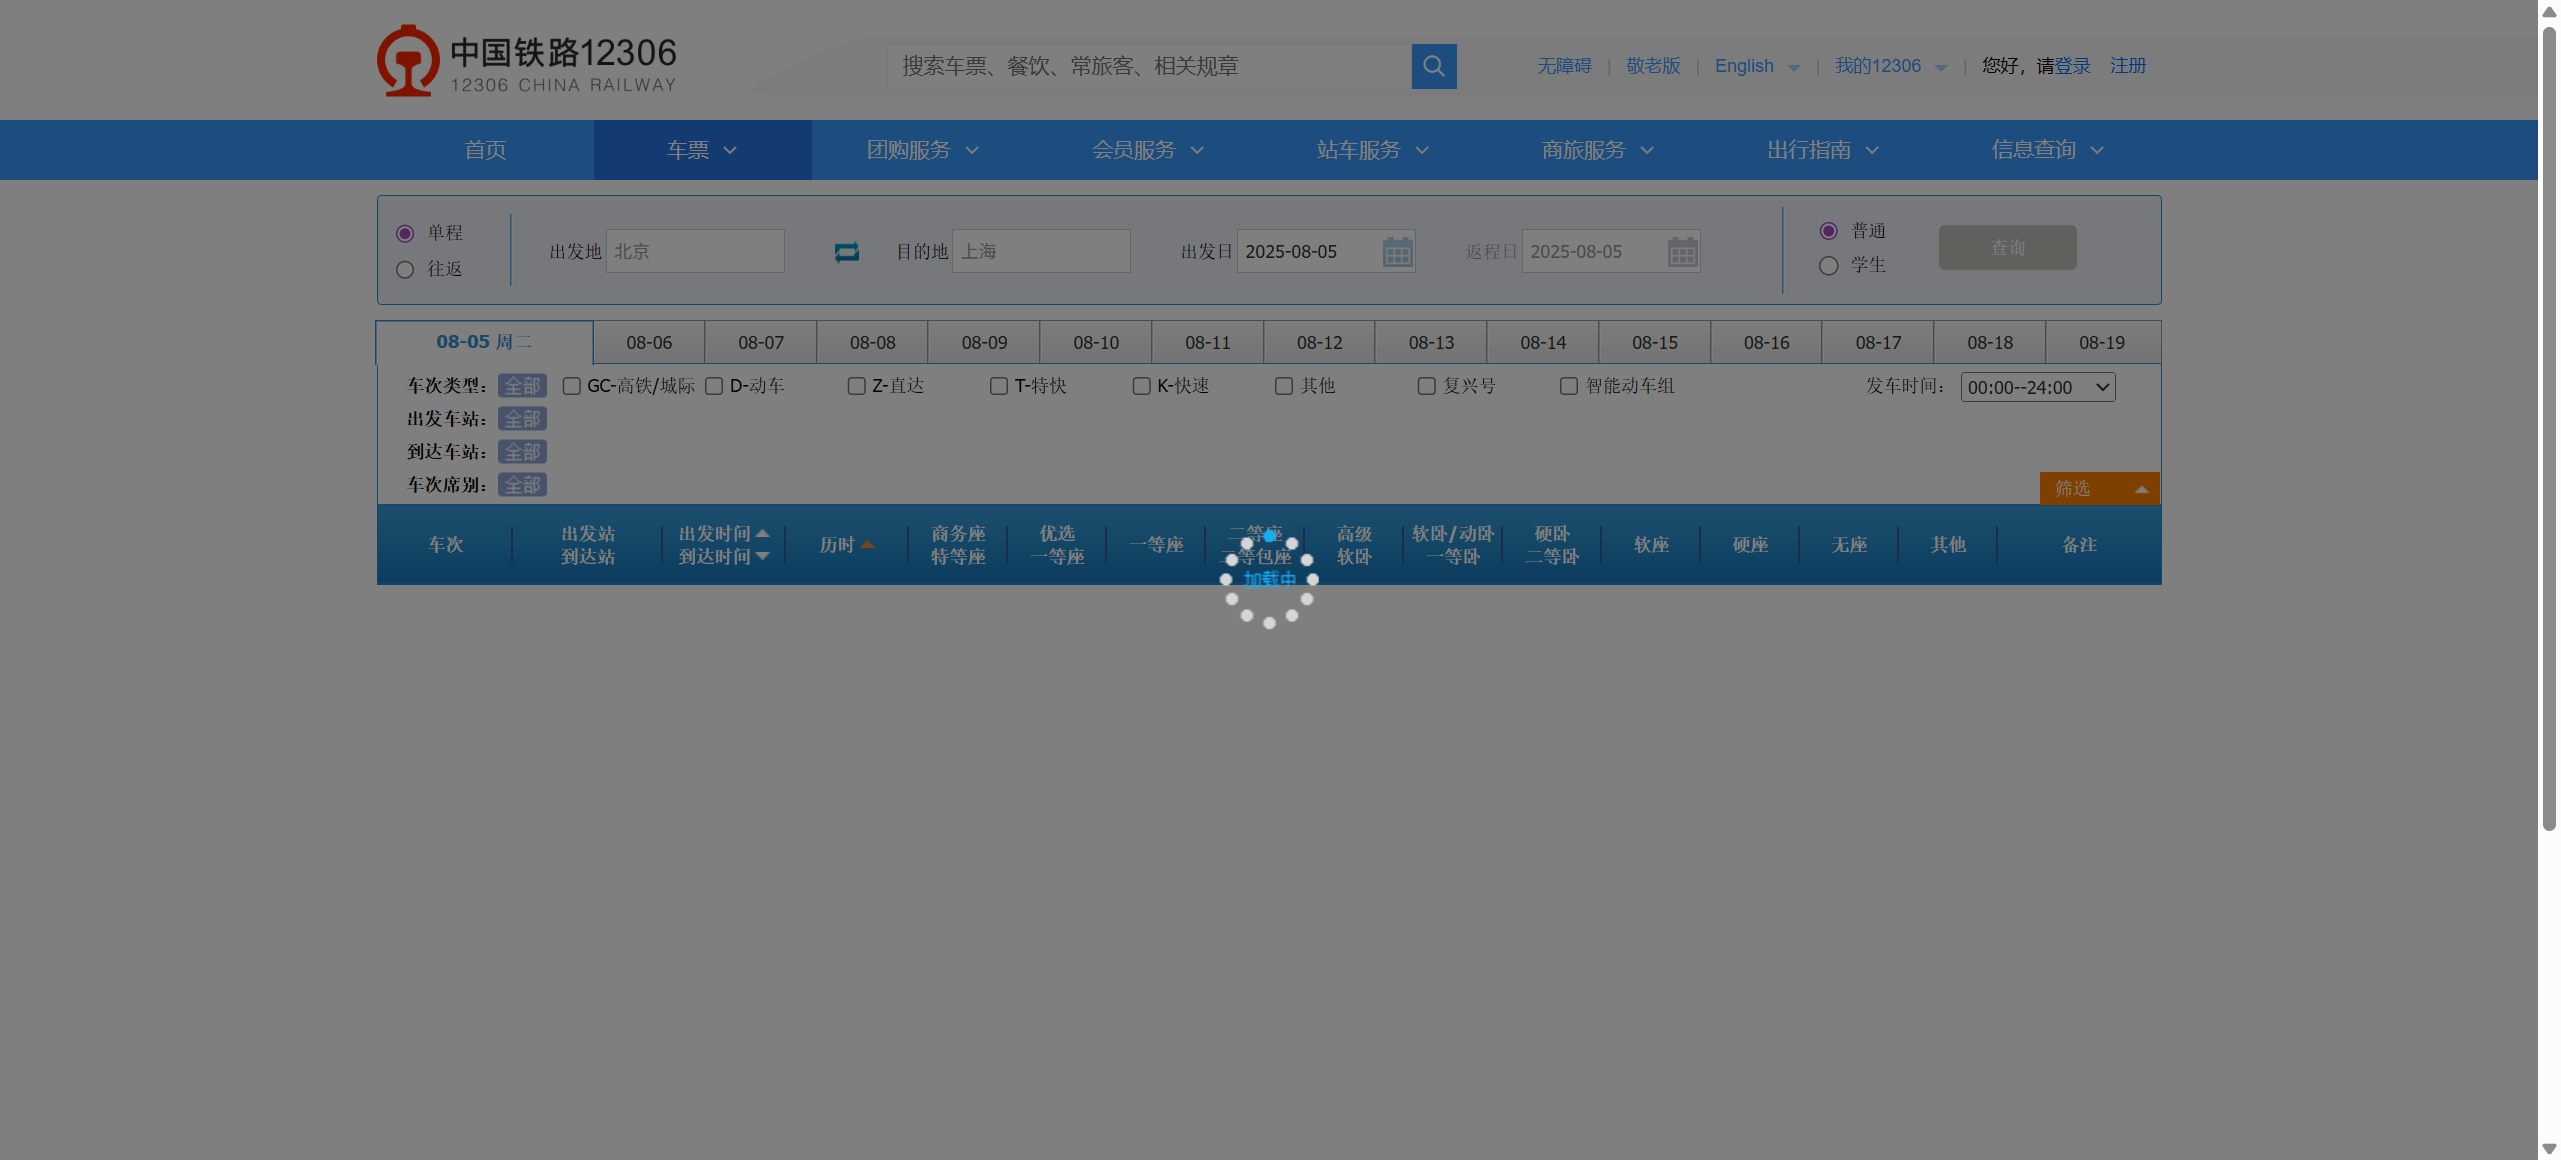 中国铁路12306
12306 CHINA RAILWAY
搜索车票、餐饮、常旅客、相关规章
无障碍 | 敬老版 | English | 我的12306 | 您好，请登录 注册
首页 车票 团购服务 会员服务 站车服务 商旅服务 出行指南 信息查询
单程
往返
出发地 北京 目的地 上海 出发日 2025-08-05 返程日 2025-08-05
普通
学生
查询
08-05 周二 08-06 08-07 08-08 08-09 08-10 08-11 08-12 08-13 08-14 08-15 08-16 08-17 08-18 08-19
车次类型： 全部 GC-高铁/城际 D-动车 Z-直达 T-特快 K-快速 其他 复兴号 智能动车组 发车时间： 00:00--24:00
出发车站： 全部
到达车站： 全部
车次席别： 全部
筛选
车次
出发站
到达站
出发时间
到达时间
历时
商务座
特等座
优选
一等座
一等座
二等座
二等包座
高级
软卧
软卧/动卧
一等卧
硬卧
二等卧
软座
硬座
无座
其他
备注
加载中